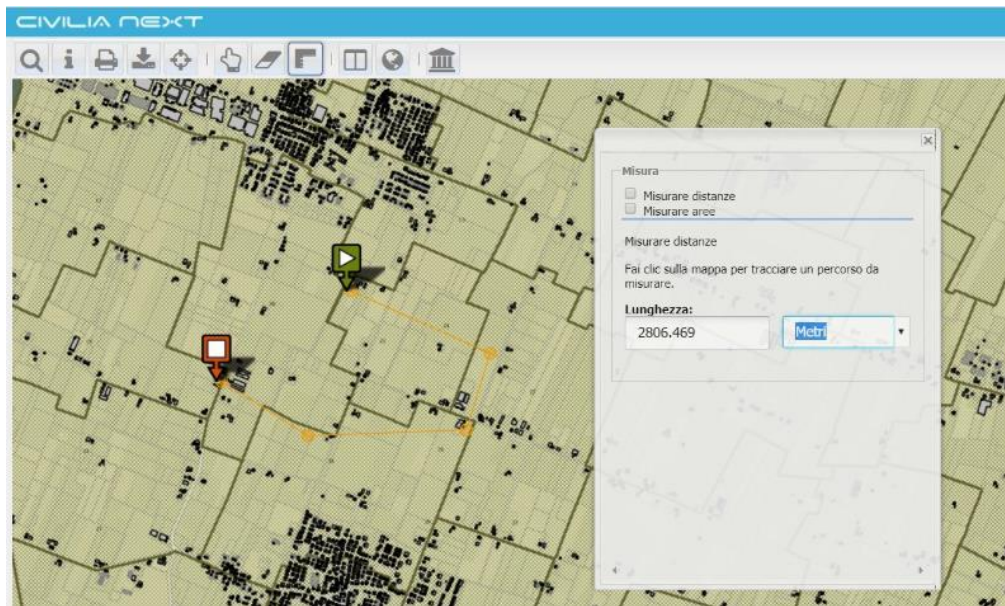 CIVILIA NEXT
Misura
Misurare distanze
Misurare aree
Misurare distanze
Fai clic sulla mappa per tracciare un percorso da
misurare.
Lunghezza:
2806.469
Metri